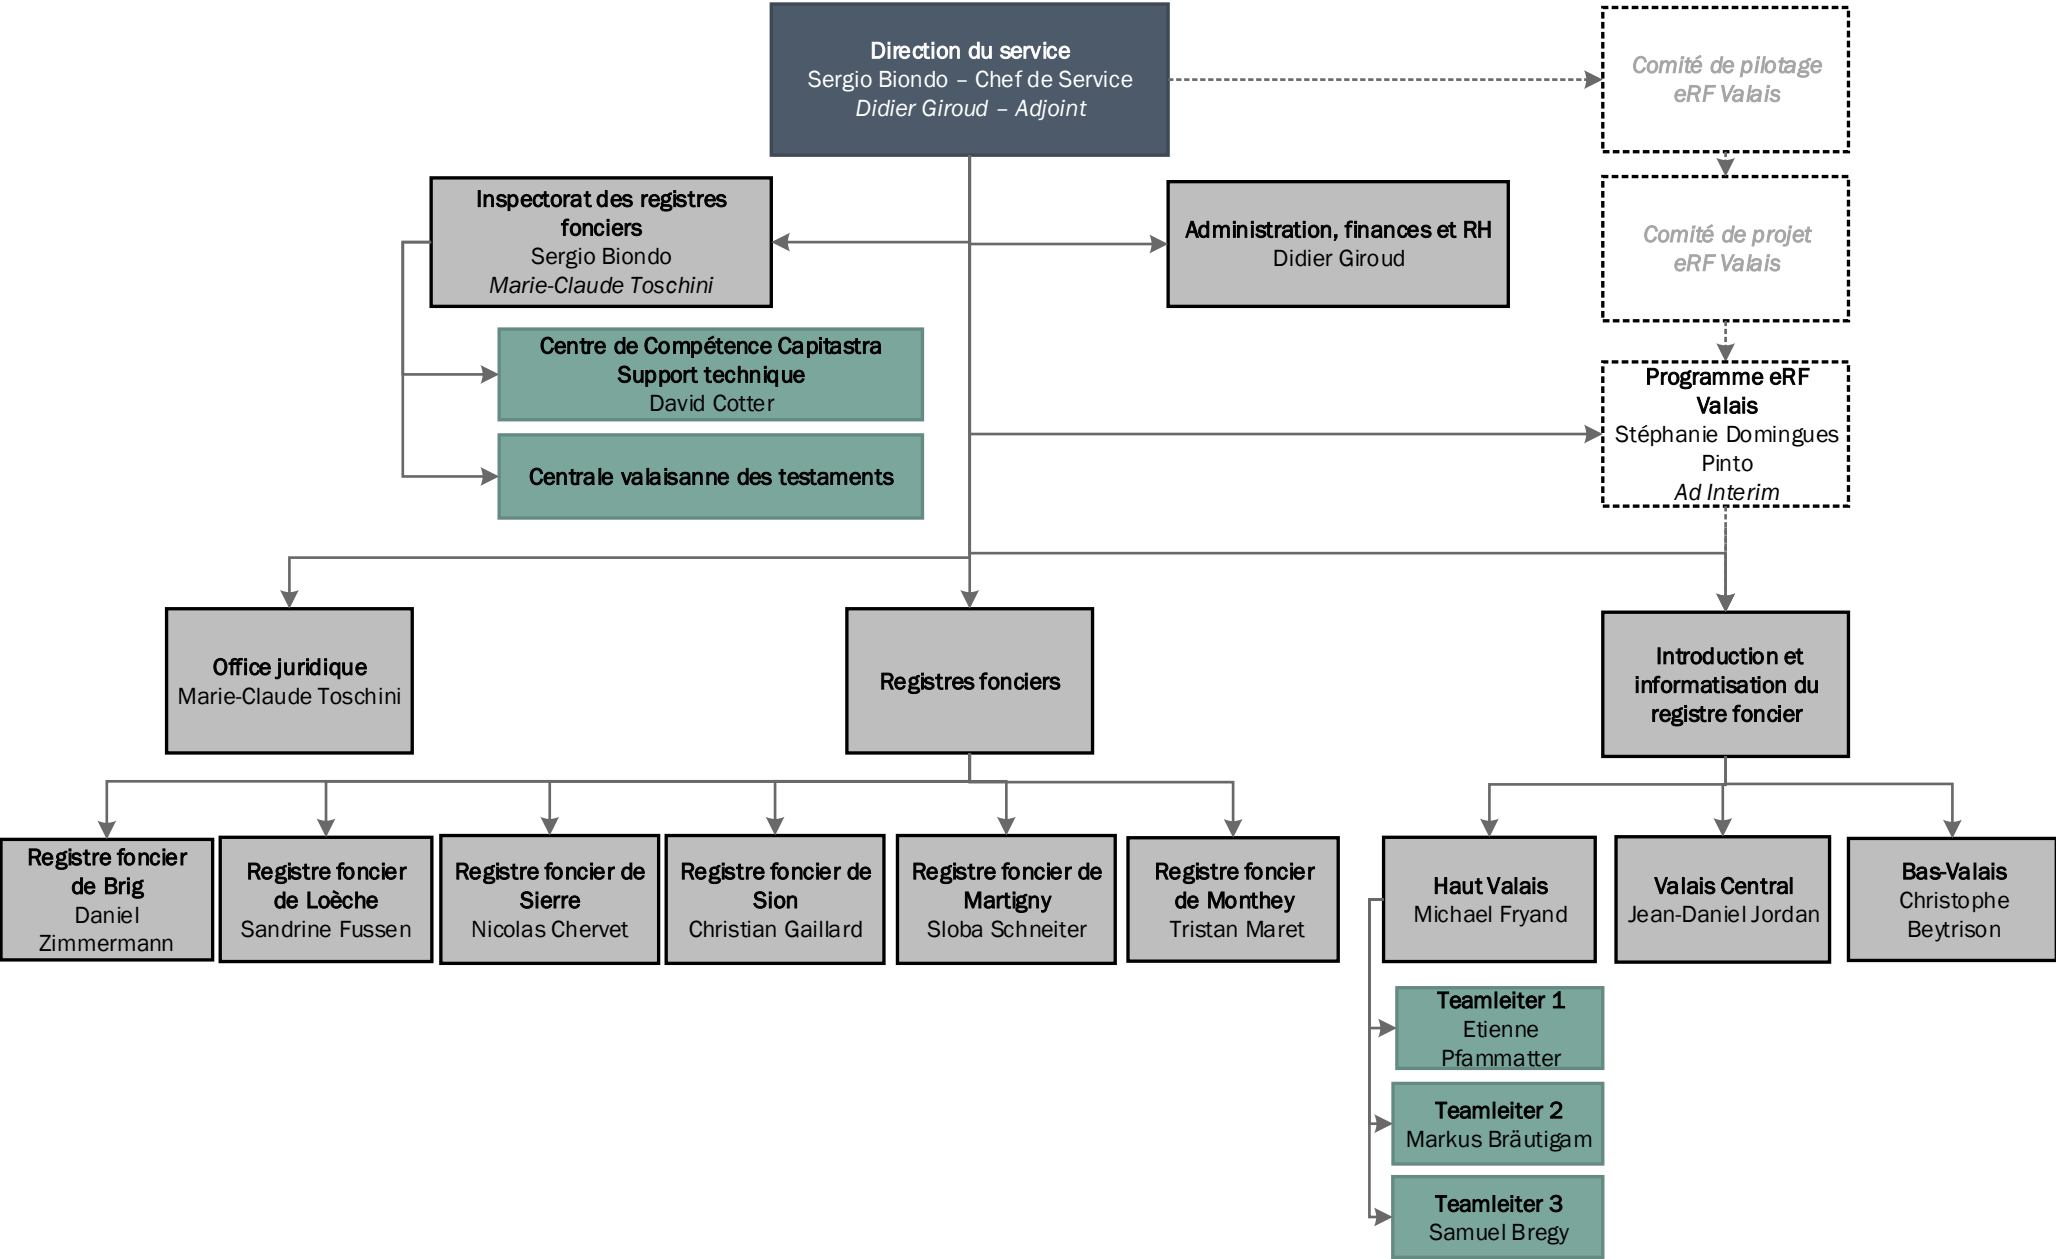 Direction du service
Sergio Biondo – Chef de Service
Didier Giroud – Adjoint
Comité de pilotage
eRF Valais
Inspectorat des registres
fonciers
Sergio Biondo
Marie-Claude Toschini
Administration, finances et RH
Didier Giroud
Comité de projet
eRF Valais
Centre de Compétence Capitastra
Support technique
David Cotter
Programme eRF
Valais
Stéphanie Domingues
Pinto
Ad Interim
Centrale valaisanne des testaments
Office juridique
Marie-Claude Toschini
Registres fonciers
Introduction et
informatisation du
registre foncier
Registre foncier
de Brig
Daniel
Zimmermann
Registre foncier
de Loèche
Sandrine Fussen
Registre foncier de
Sierre
Nicolas Chervet
Registre foncier de
Sion
Christian Gaillard
Registre foncier de
Martigny
Sloba Schneiter
Registre foncier
de Monthey
Tristan Maret
Haut Valais
Michael Fryand
Valais Central
Jean-Daniel Jordan
Bas-Valais
Christophe
Beytrison
Teamleiter 1
Etienne
Pfammatter
Teamleiter 2
Markus Bräutigam
Teamleiter 3
Samuel Bregy